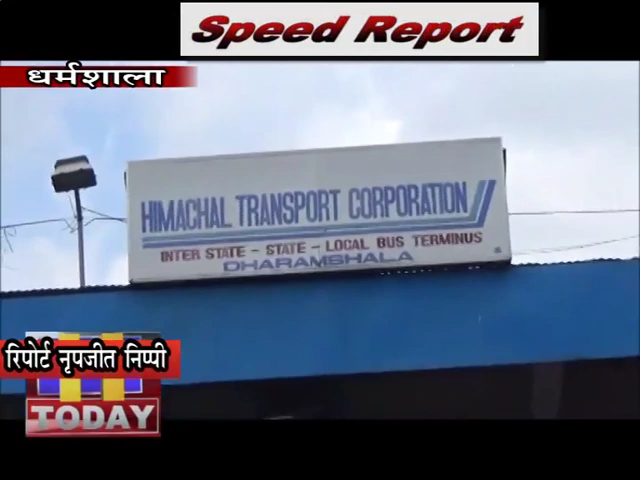 Speed Report
धर्मशाला
HIMACHAL TRANSPORT CORPORATION
INTER STATE - STATE - LOCAL BUS TERMINUS
DHARAMSHALA
रिपोर्ट नृपजीत निप्पी
TODAY